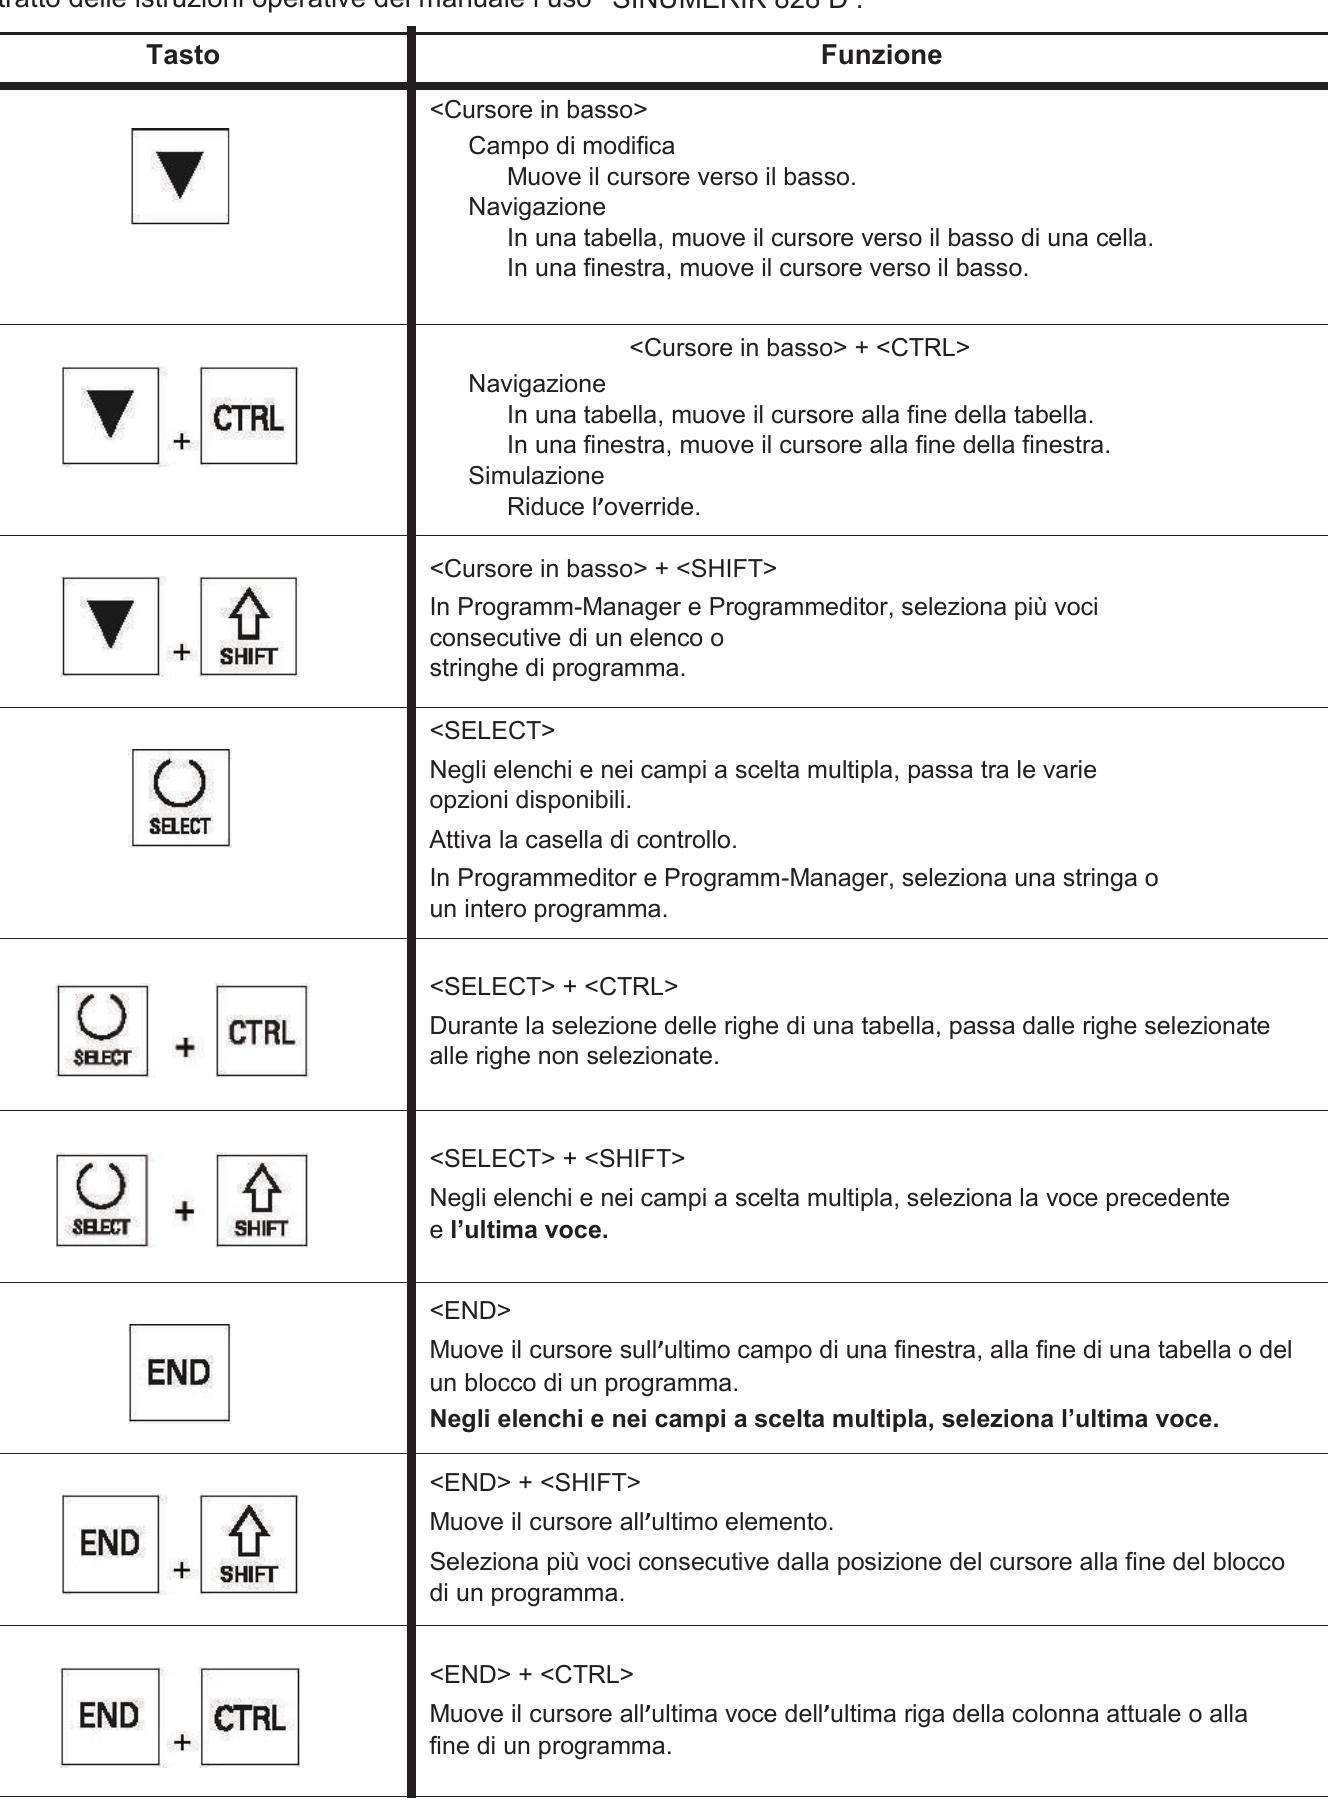 tratto delle istruzioni operative del manuale l'uso "SINUMERIK 828 D".
Tasto Funzione
<Cursore in basso>
Campo di modifica
Muove il cursore verso il basso.
Navigazione
In una tabella, muove il cursore verso il basso di una cella.
In una finestra, muove il cursore verso il basso.
<Cursore in basso> + <CTRL>
Navigazione
In una tabella, muove il cursore alla fine della tabella.
+ CTRL
In una finestra, muove il cursore alla fine della finestra.
Simulazione
Riduce l’override.
<Cursore in basso> + <SHIFT>
In Programm-Manager e Programmeditor, seleziona più voci
consecutive di un elenco o
+ SHIFT
stringhe di programma.
<SELECT>
Negli elenchi e nei campi a scelta multipla, passa tra le varie
opzioni disponibili.
SELECT
Attiva la casella di controllo.
In Programmeditor e Programm-Manager, seleziona una stringa o
un intero programma.
<SELECT> + <CTRL>
Durante la selezione delle righe di una tabella, passa dalle righe selezionate
SELECT + CTRL
alle righe non selezionate.
<SELECT> + <SHIFT>
Negli elenchi e nei campi a scelta multipla, seleziona la voce precedente
SELECT + SHIFT
e l’ultima voce.
<END>
Muove il cursore sull’ultimo campo di una finestra, alla fine di una tabella o del
END
un blocco di un programma.
Negli elenchi e nei campi a scelta multipla, seleziona l’ultima voce.
<END> + <SHIFT>
Muove il cursore all’ultimo elemento.
END + SHIFT
Seleziona più voci consecutive dalla posizione del cursore alla fine del blocco
di un programma.
<END> + <CTRL>
Muove il cursore all’ultima voce dell’ultima riga della colonna attuale o alla
END + CTRL
fine di un programma.